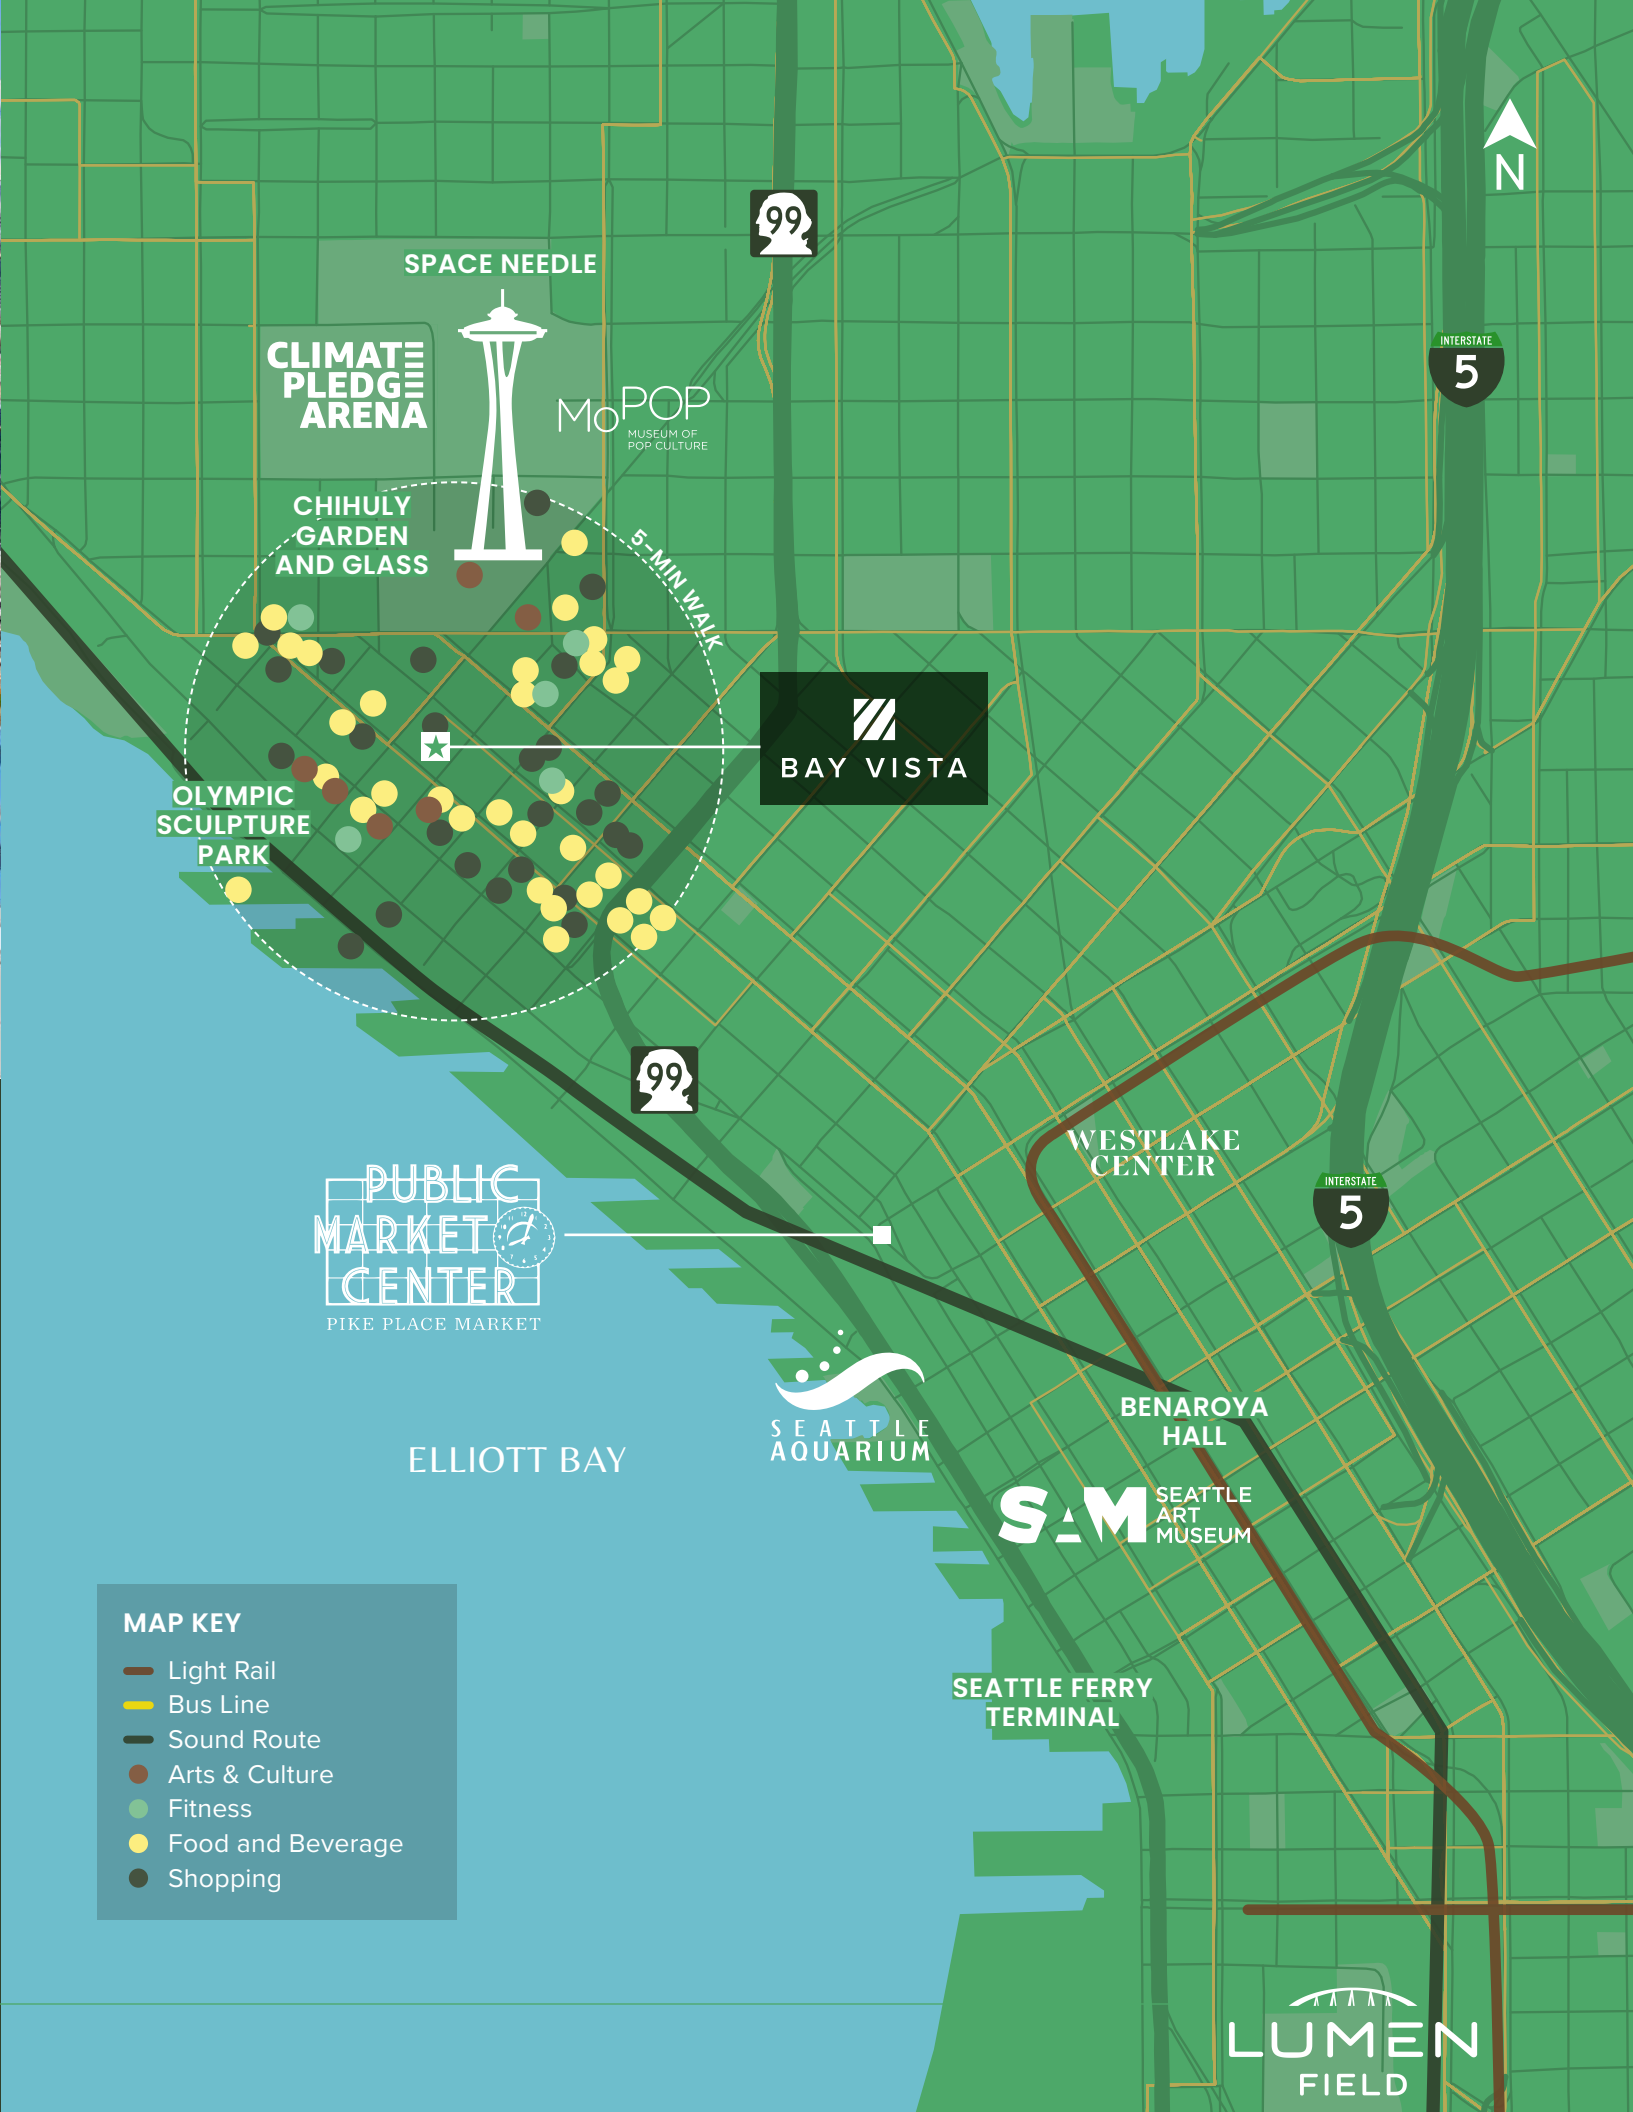 N
99
SPACE NEEDLE
INTERSTATE
5
CLIMATE
PLEDGE
ARENA
MoPOP
MUSEUM OF
POP CULTURE
CHIHULY
GARDEN
AND GLASS
5-MIN WALK
BAY VISTA
OLYMPIC
SCULPTURE
PARK
99
WESTLAKE
CENTER
INTERSTATE
5
PUBLIC
MARKET
CENTER
PIKE PLACE MARKET
SEATTLE
AQUARIUM
BENAROYA
HALL
ELLIOTT BAY
SAM
SEATTLE
ART
MUSEUM
MAP KEY
Light Rail
Bus Line
Sound Route
Arts & Culture
Fitness
Food and Beverage
Shopping
SEATTLE FERRY
TERMINAL
LUMEN
FIELD